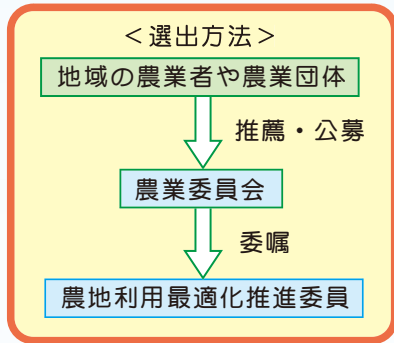 ＜選出方法＞
地域の農業者や農業団体
推薦・公募
農業委員会
委嘱
農地利用最適化推進委員